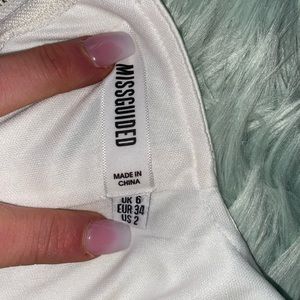 MISSGUIDED
MADE IN
CHINA
UK 6
EUR 34
US 2